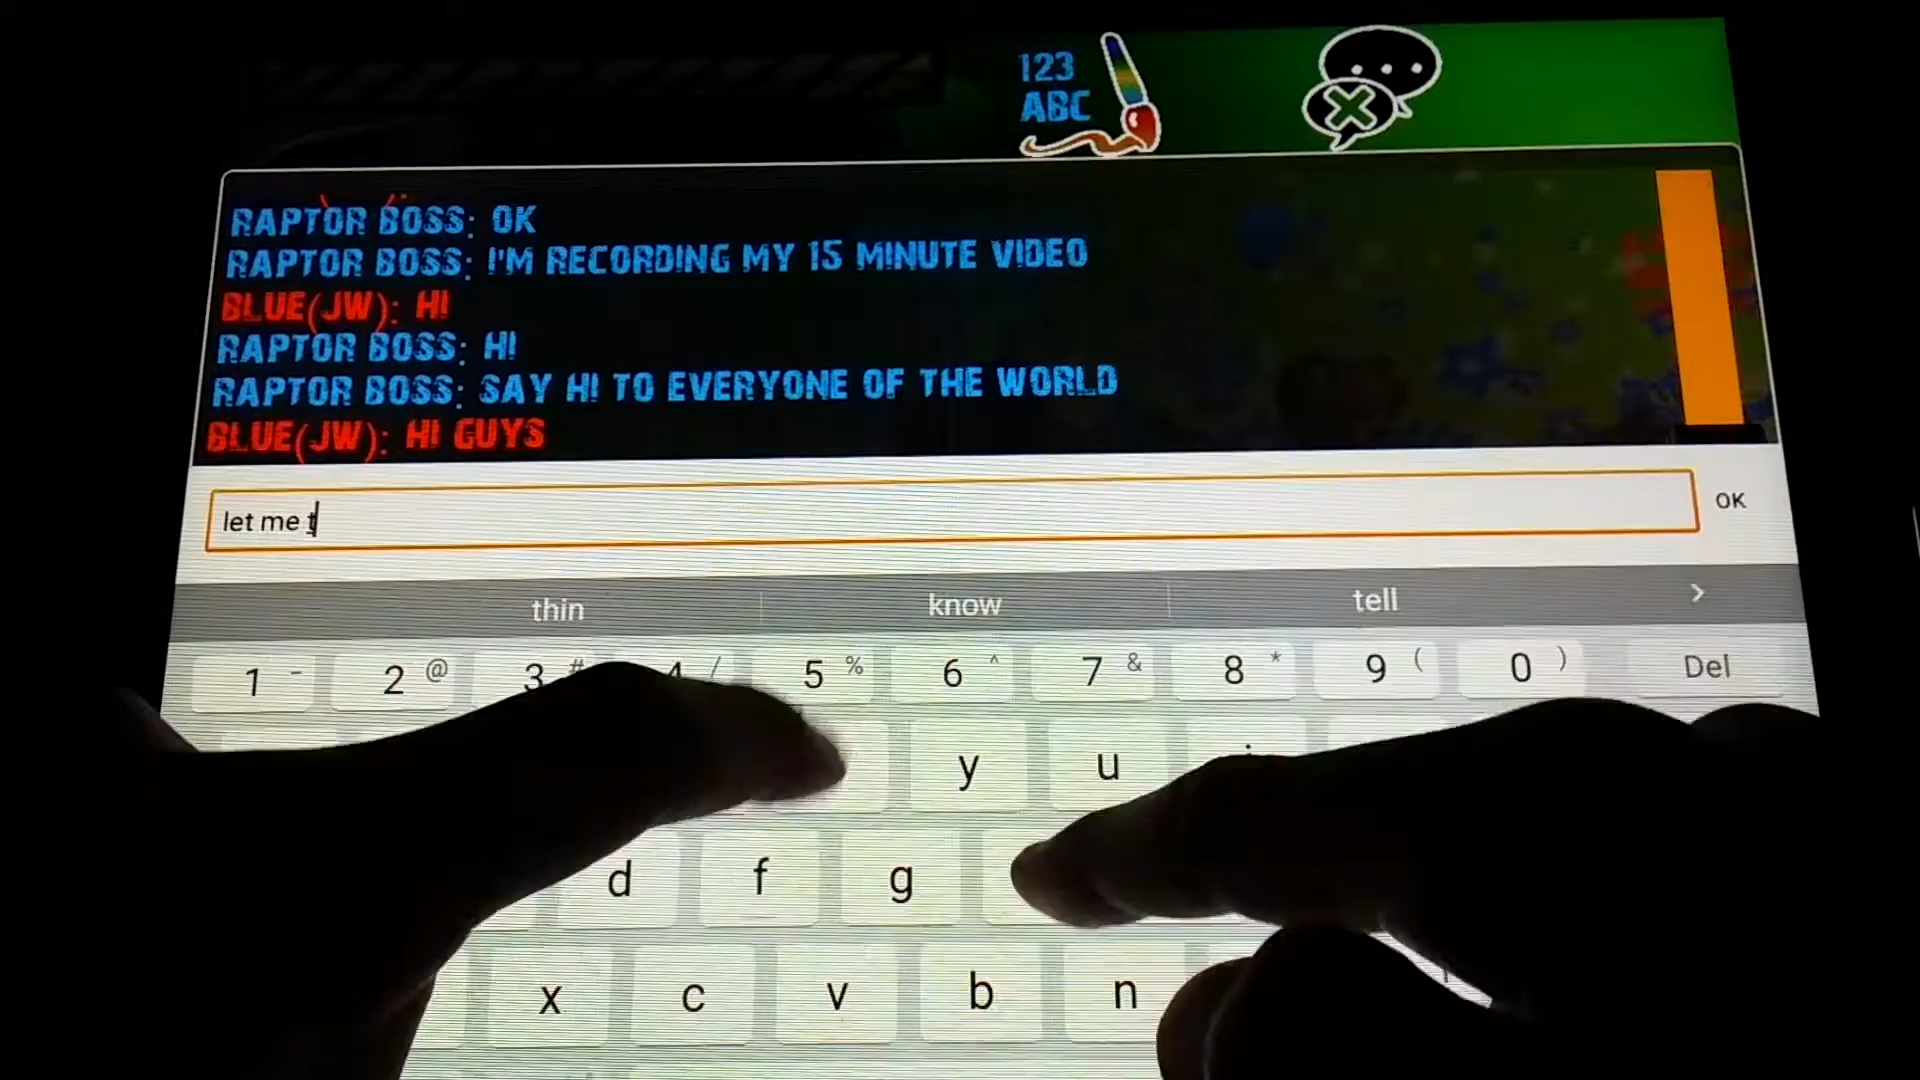 123
ABC
RAPTOR BOSS: OK
RAPTOR BOSS: I'M RECORDING MY 15 MINUTE VIDEO
BLUE(JW): HI
RAPTOR BOSS: HI
RAPTOR BOSS: SAY HI TO EVERYONE OF THE WORLD
BLUE(JW): HI GUYS
let me t
OK
thin know tell >
1 - 2 @ 3 # 4 / 5 % 6 ^ 7 & 8 * 9 ( 0 ) Del
y u
d f g
x c v b n